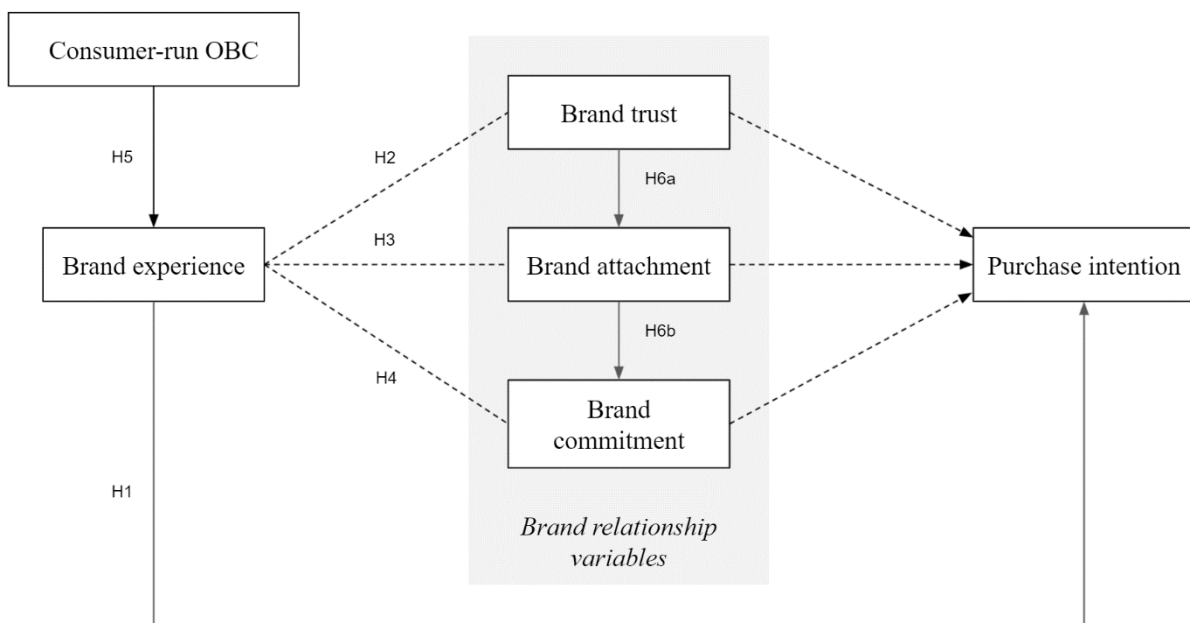 Consumer-run OBC
Brand trust
H5
H2
H6a
Brand experience
H3
Brand attachment
Purchase intention
H6b
H4
Brand
commitment
H1
Brand relationship
variables